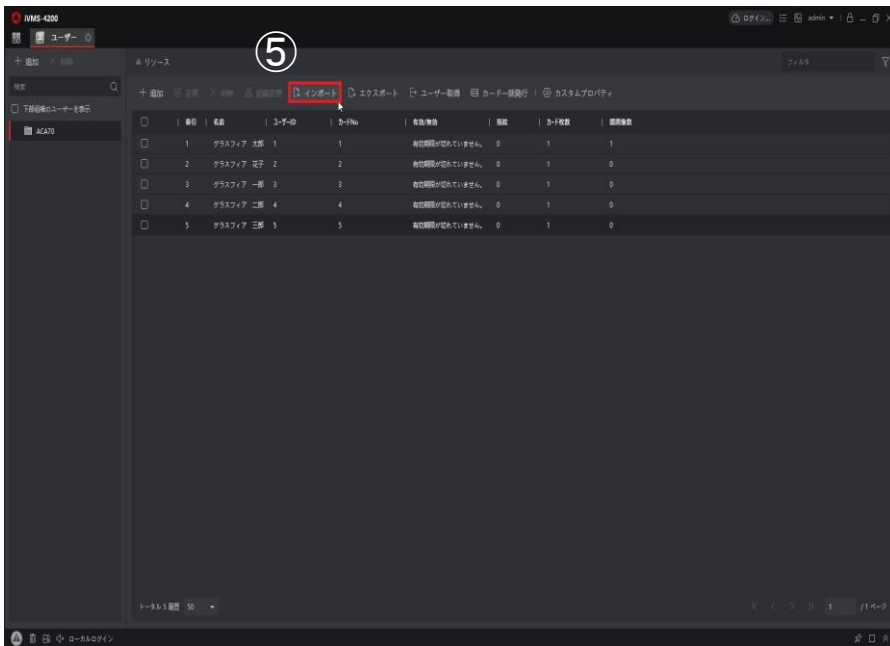 iVMS-4200
ログイン... admin
ユーザー
+ 追加 × 削除
リソース
フィルタ
⑤
検索
下部組織のユーザーを表示
ACA70
+ 追加 変更 × 削除 組織変更 インポート エクスポート ユーザー取得 カード一括発行 カスタムプロパティ
索引 名前 ユーザーID カードNo 有効/無効 指紋 カード枚数 顔画像数
1 グラスフィア 太郎 1 1 有効期限が切れていません。 0 1 1
2 グラスフィア 花子 2 2 有効期限が切れていません。 0 1 0
3 グラスフィア 一郎 3 3 有効期限が切れていません。 0 1 0
4 グラスフィア 二郎 4 4 有効期限が切れていません。 0 1 0
5 グラスフィア 三郎 5 5 有効期限が切れていません。 0 1 0
トータル 5 履歴 50 1 / 1 ページ
ローカルログイン